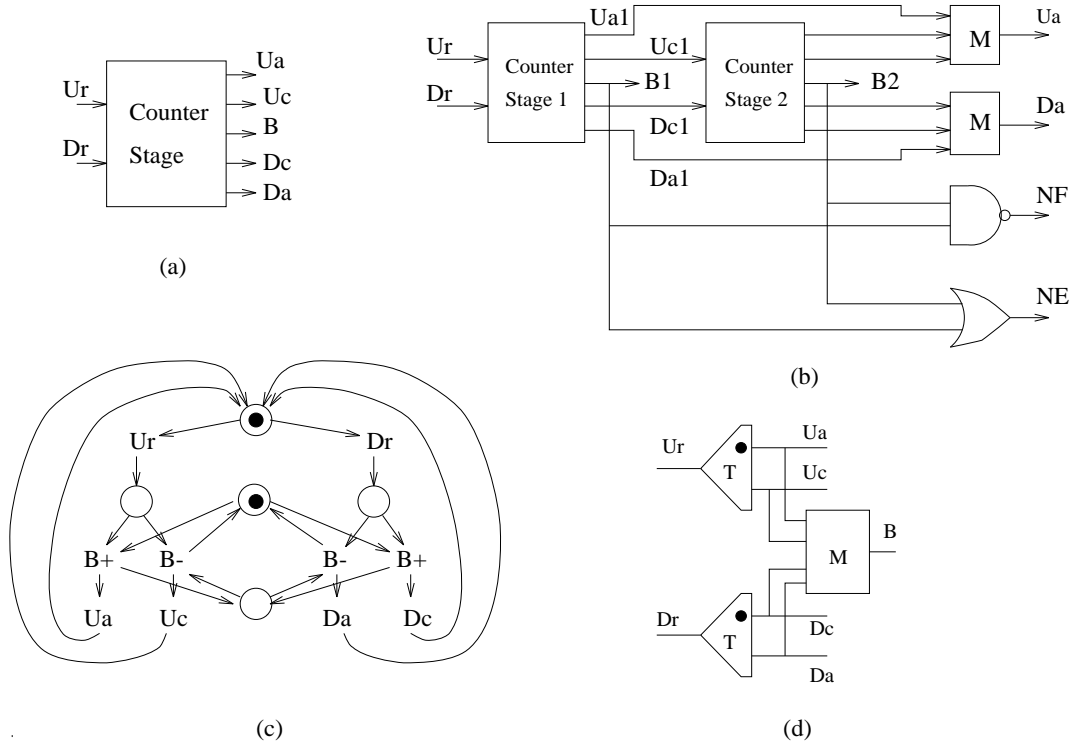 Ur
Dr
Counter
Stage
Ua
Uc
B
Dc
Da
(a)
Ur
Dr
Counter
Stage 1
Ua1
Uc1
B1
Dc1
Da1
Counter
Stage 2
B2
M
Ua
M
Da
NF
NE
(b)
Ur
Dr
B+
B-
B-
B+
Ua
Uc
Da
Dc
(c)
Ur
T
Ua
Uc
M
B
Dr
T
Dc
Da
(d)